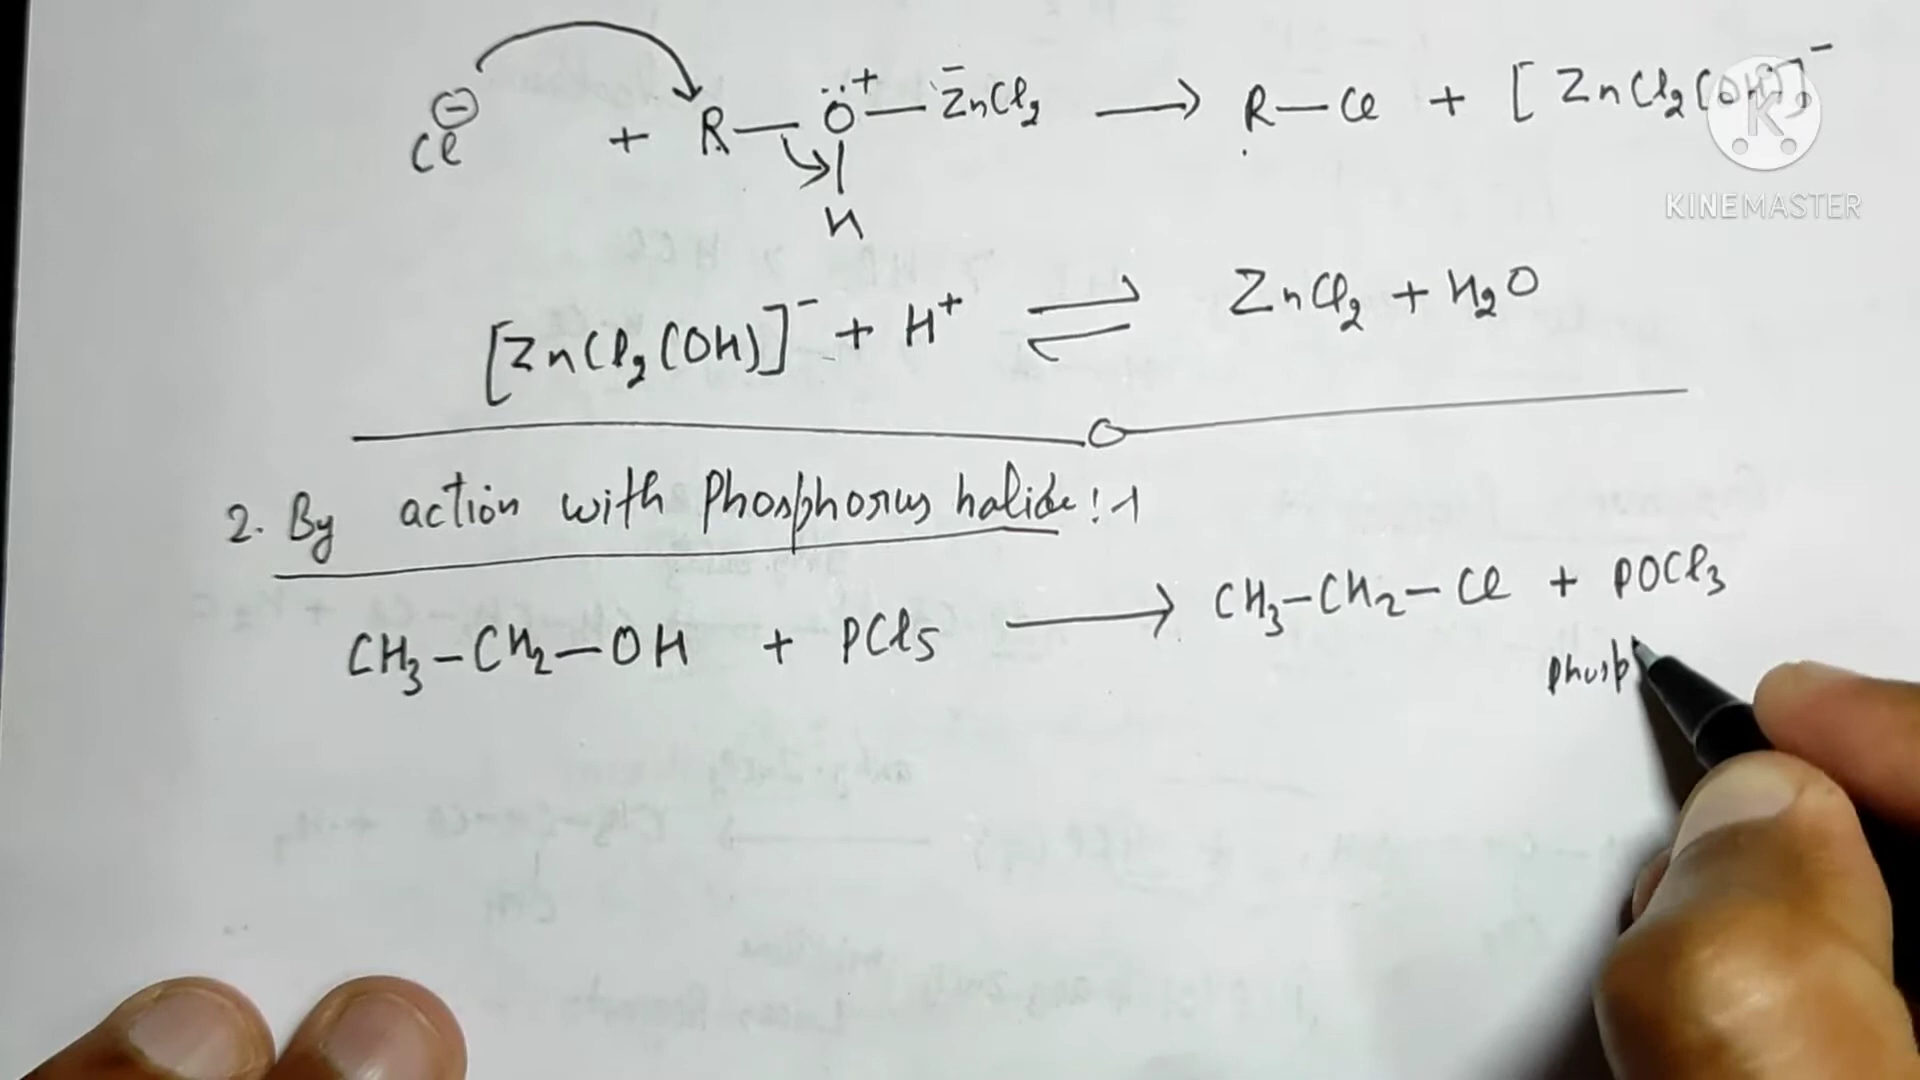 Cl⊖ + R—Ö⁺—Z̄nCl₂ → R—Cl + [ZnCl₂(OH)]⁻
H
KINEMASTER
[ZnCl₂(OH)]⁻ + H⁺ ⇌ ZnCl₂ + H₂O
2. By action with Phosphorus halide :-
CH₃-CH₂-OH + PCl5 → CH₃-CH₂-Cl + POCl₃
Phosp